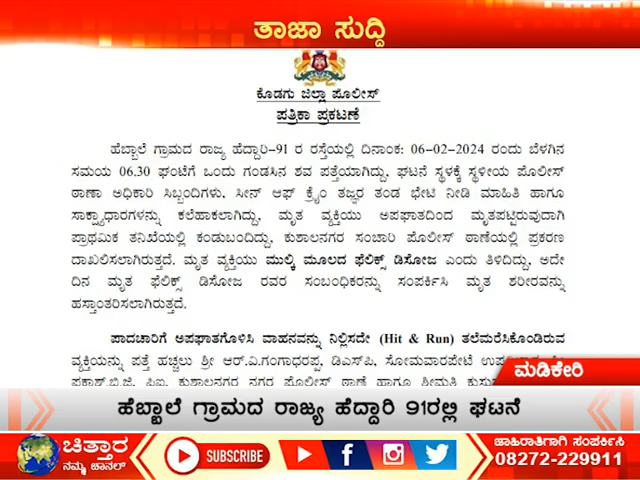 ತಾಜಾ ಸುದ್ದಿ
ಕೊಡಗು ಜಿಲ್ಲಾ ಪೊಲೀಸ್
ಪತ್ರಿಕಾ ಪ್ರಕಟಣೆ
ಹೆಬ್ಬಾಲೆ ಗ್ರಾಮದ ರಾಜ್ಯ ಹೆದ್ದಾರಿ-91 ರ ರಸ್ತೆಯಲ್ಲಿ ದಿನಾಂಕ: 06-02-2024 ರಂದು ಬೆಳಗಿನ
ಸಮಯ 06.30 ಘಂಟೆಗೆ ಒಂದು ಗಂಡಸಿನ ಶವ ಪತ್ತೆಯಾಗಿದ್ದು, ಘಟನೆ ಸ್ಥಳಕ್ಕೆ ಸ್ಥಳೀಯ ಪೊಲೀಸ್
ಠಾಣಾ ಅಧಿಕಾರಿ ಸಿಬ್ಬಂದಿಗಳು, ಸೀನ್ ಆಫ್ ಕ್ರೈಂ ತಜ್ಞರ ತಂಡ ಭೇಟಿ ನೀಡಿ ಮಾಹಿತಿ ಹಾಗೂ
ಸಾಕ್ಷ್ಯಾಧಾರಗಳನ್ನು ಕಲೆಹಾಕಲಾಗಿದ್ದು, ಮೃತ ವ್ಯಕ್ತಿಯು ಅಪಘಾತದಿಂದ ಮೃತಪಟ್ಟಿರುವುದಾಗಿ
ಪ್ರಾಥಮಿಕ ತನಿಖೆಯಲ್ಲಿ ಕಂಡುಬಂದಿದ್ದು, ಕುಶಾಲನಗರ ಸಂಚಾರಿ ಪೊಲೀಸ್ ಠಾಣೆಯಲ್ಲಿ ಪ್ರಕರಣ
ದಾಖಲಿಸಲಾಗಿರುತ್ತದೆ. ಮೃತ ವ್ಯಕ್ತಿಯು ಮುಲ್ಕಿ ಮೂಲದ ಫೆಲಿಕ್ಸ್ ಡಿಸೋಜ ಎಂದು ತಿಳಿದಿದ್ದು, ಅದೇ
ದಿನ ಮೃತ ಫೆಲಿಕ್ಸ್ ಡಿಸೋಜ ರವರ ಸಂಬಂಧಿಕರನ್ನು ಸಂಪರ್ಕಿಸಿ ಮೃತ ಶರೀರವನ್ನು
ಹಸ್ತಾಂತರಿಸಲಾಗಿರುತ್ತದೆ.
ಪಾದಚಾರಿಗೆ ಅಪಘಾತಗೊಳಿಸಿ ವಾಹನವನ್ನು ನಿಲ್ಲಿಸದೇ (Hit & Run) ತಲೆಮರೆಸಿಕೊಂಡಿರುವ
ವ್ಯಕ್ತಿಯನ್ನು ಪತ್ತೆ ಹಚ್ಚಲು ಶ್ರೀ ಆರ್.ವಿ.ಗಂಗಾಧರಪ್ಪ, ಡಿಎಸ್‌ಪಿ, ಸೋಮವಾರಪೇಟೆ
ಪ್ರಕಾಶ್.ಬಿ.ಜಿ, ಪಿಐ, ಕುಶಾಲನಗರ ನಗರ ಪೊಲೀಸ್ ಠಾಣೆ ಹಾಗೂ ಶ್ರೀಮತಿ
ಮಡಿಕೇರಿ
ಹೆಬ್ಬಾಲೆ ಗ್ರಾಮದ ರಾಜ್ಯ ಹೆದ್ದಾರಿ 91ರಲ್ಲಿ ಘಟನೆ
ಚಿತ್ತಾರ
ನಮ್ಮ ಚಾನಲ್
SUBSCRIBE
ಜಾಹಿರಾತಿಗಾಗಿ ಸಂಪರ್ಕಿಸಿ
08272-229911